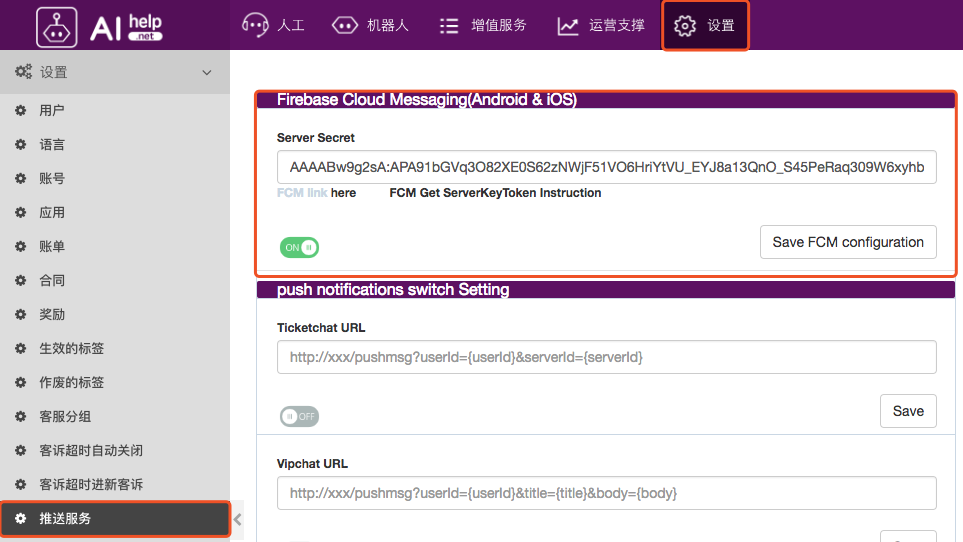 AI help .net
人工
机器人
增值服务
运营支撑
设置
设置
用户
语言
账号
应用
账单
合同
奖励
生效的标签
作废的标签
客服分组
客诉超时自动关闭
客诉超时进新客诉
推送服务
Firebase Cloud Messaging(Android & iOS)
Server Secret
AAAABw9g2sA:APA91bGVq3O82XE0S62zNWjF51VO6HriYtVU_EYJ8a13QnO_S45PeRaq309W6xyhb
FCM link here FCM Get ServerKeyToken Instruction
ON
Save FCM configuration
push notifications switch Setting
Ticketchat URL
http://xxx/pushmsg?userId={userId}&serverId={serverId}
OFF
Save
Vipchat URL
http://xxx/pushmsg?userId={userId}&title={title}&body={body}